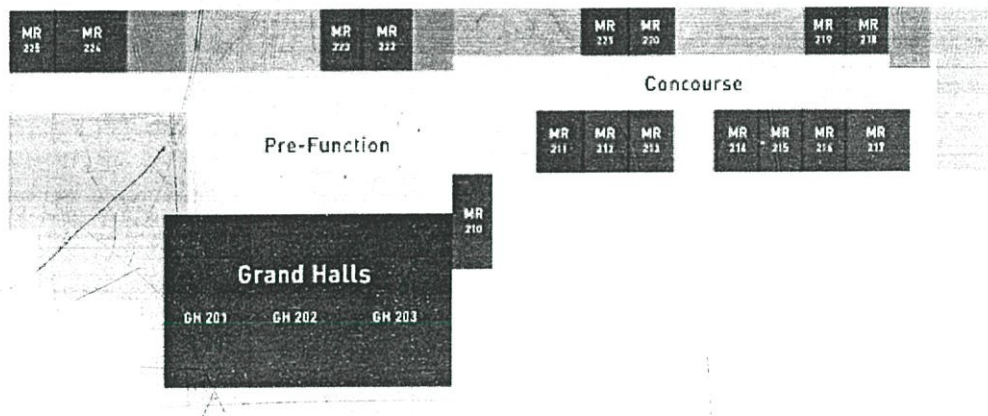 MR MR MR MR MR MR MR MR
225 224 223 222 221 220 219 218
Concourse
MR MR MR MR MR MR MR
211 212 213 214 215 216 217
Pre-Function
MR
210
Grand Halls
GH 201 GH 202 GH 203